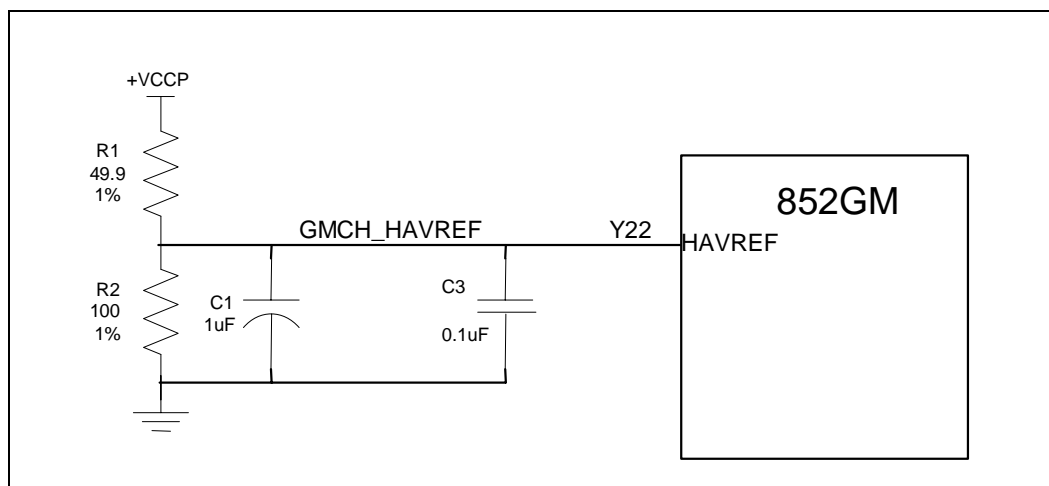 +VCCP
R1
49.9
1%
GMCH_HAVREF
Y22
852GM
HAVREF
R2
100
1%
C1
1uF
C3
0.1uF